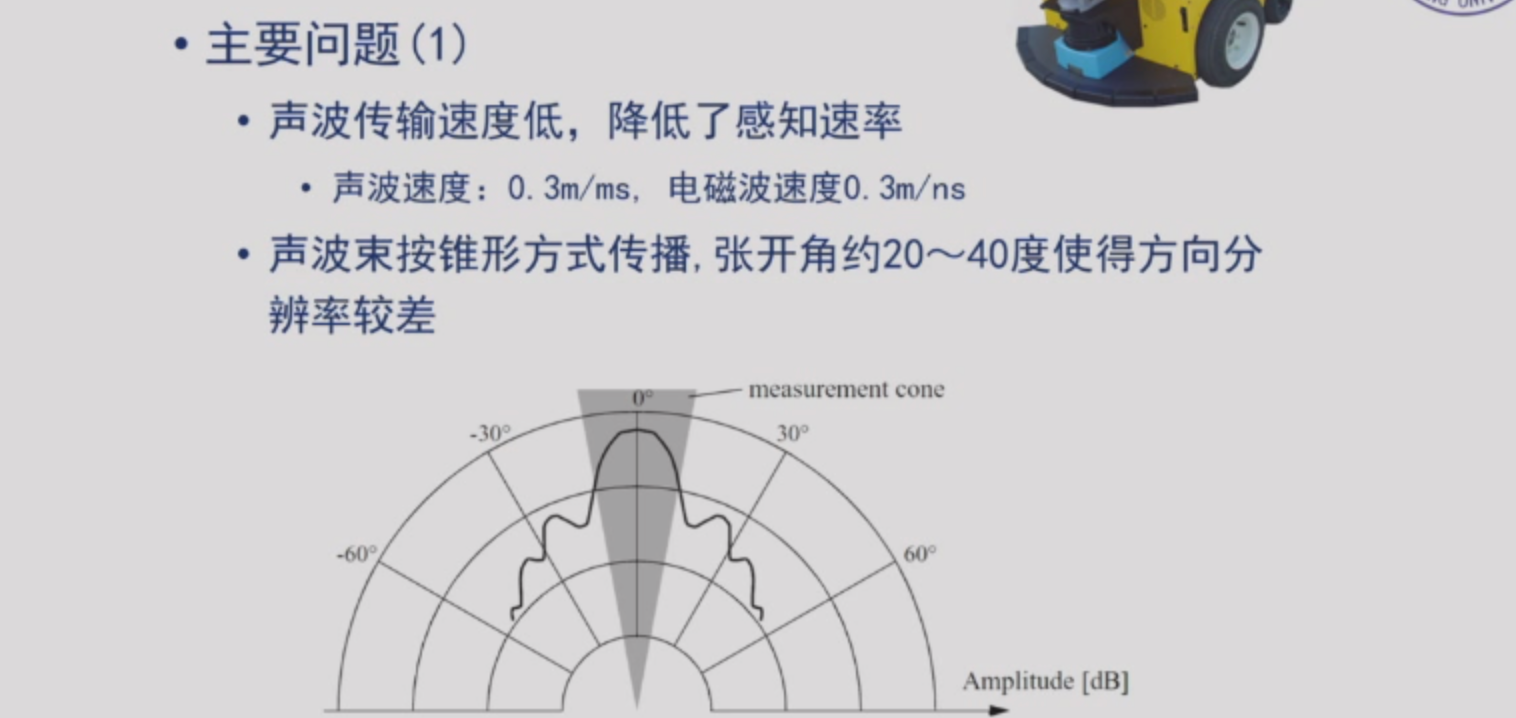 • 主要问题(1)
• 声波传输速度低，降低了感知速率
• 声波速度：0.3m/ms, 电磁波速度0.3m/ns
• 声波束按锥形方式传播,张开角约20～40度使得方向分
辨率较差
measurement cone
0°
-30°
30°
-60°
60°
Amplitude [dB]